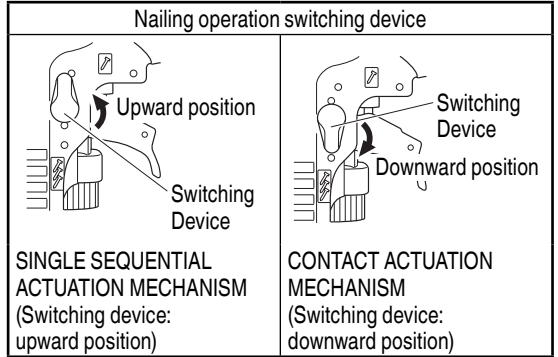 Nailing operation switching device
Upward position
Switching
Device
SINGLE SEQUENTIAL
ACTUATION MECHANISM
(Switching device:
upward position)
Switching
Device
Downward position
CONTACT ACTUATION
MECHANISM
(Switching device:
downward position)